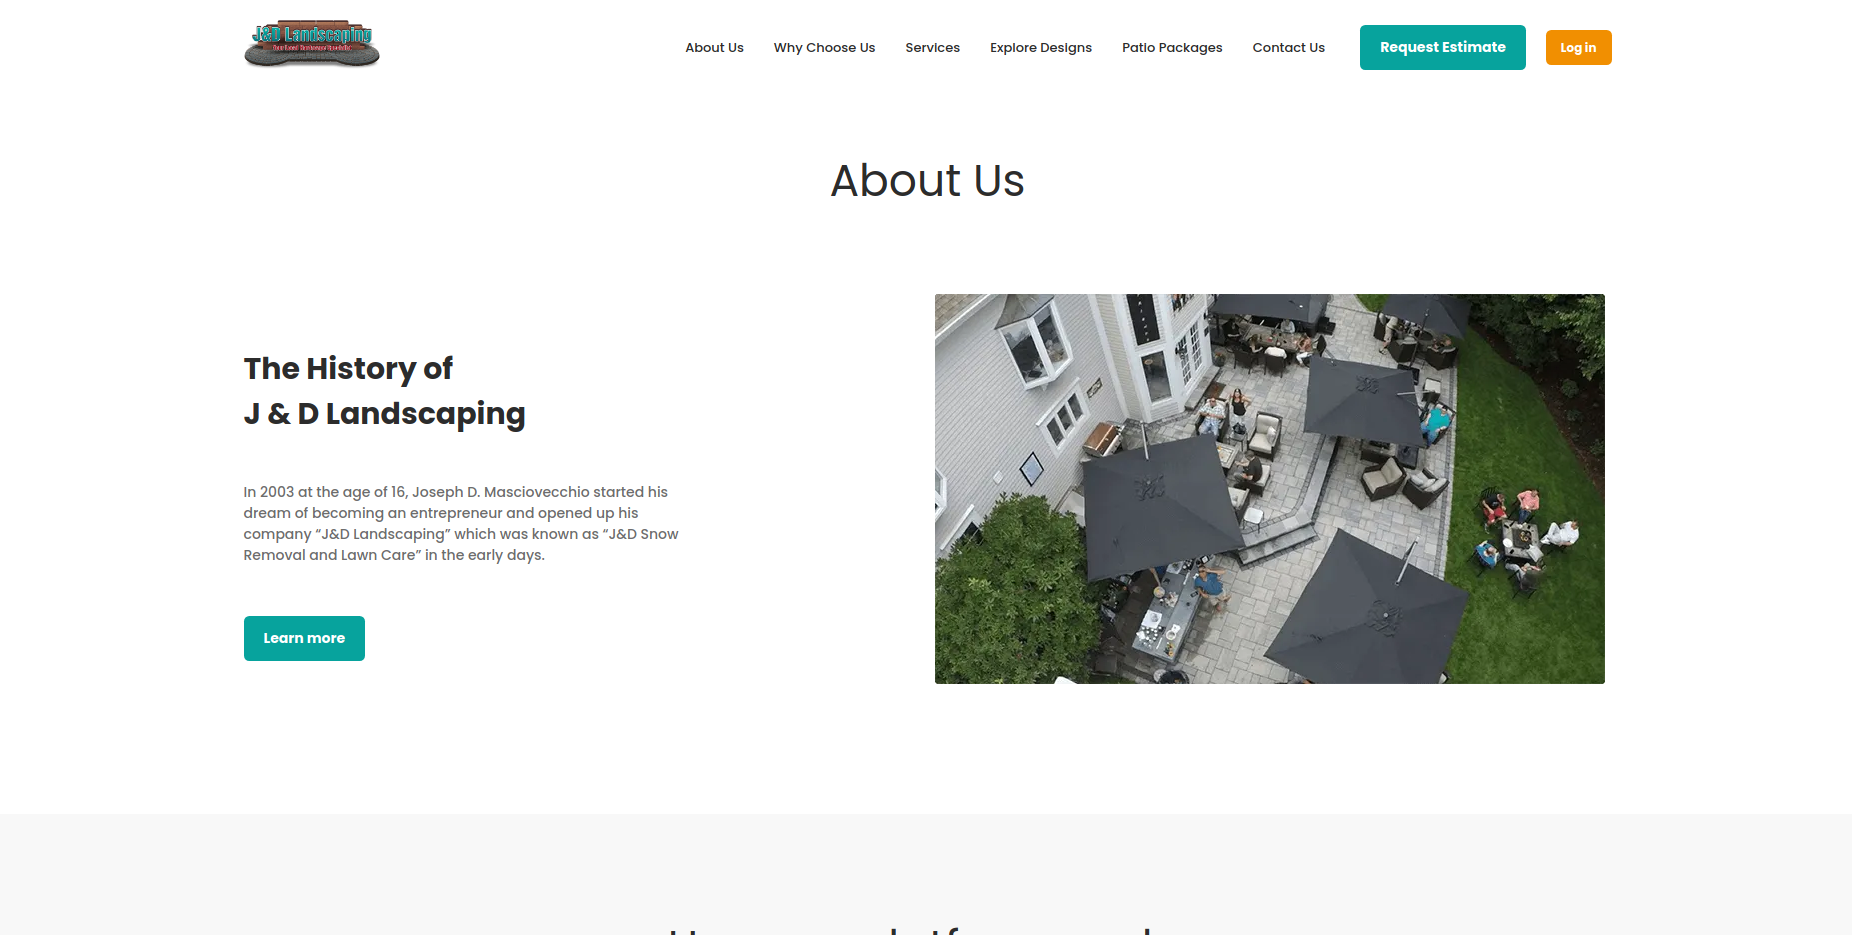 J&D Landscaping
About Us
Why Choose Us
Services
Explore Designs
Patio Packages
Contact Us
Request Estimate
Log in
About Us
The History of
J & D Landscaping
In 2003 at the age of 16, Joseph D. Masciovecchio started his
dream of becoming an entrepreneur and opened up his
company “J&D Landscaping” which was known as “J&D Snow
Removal and Lawn Care” in the early days.
Learn more